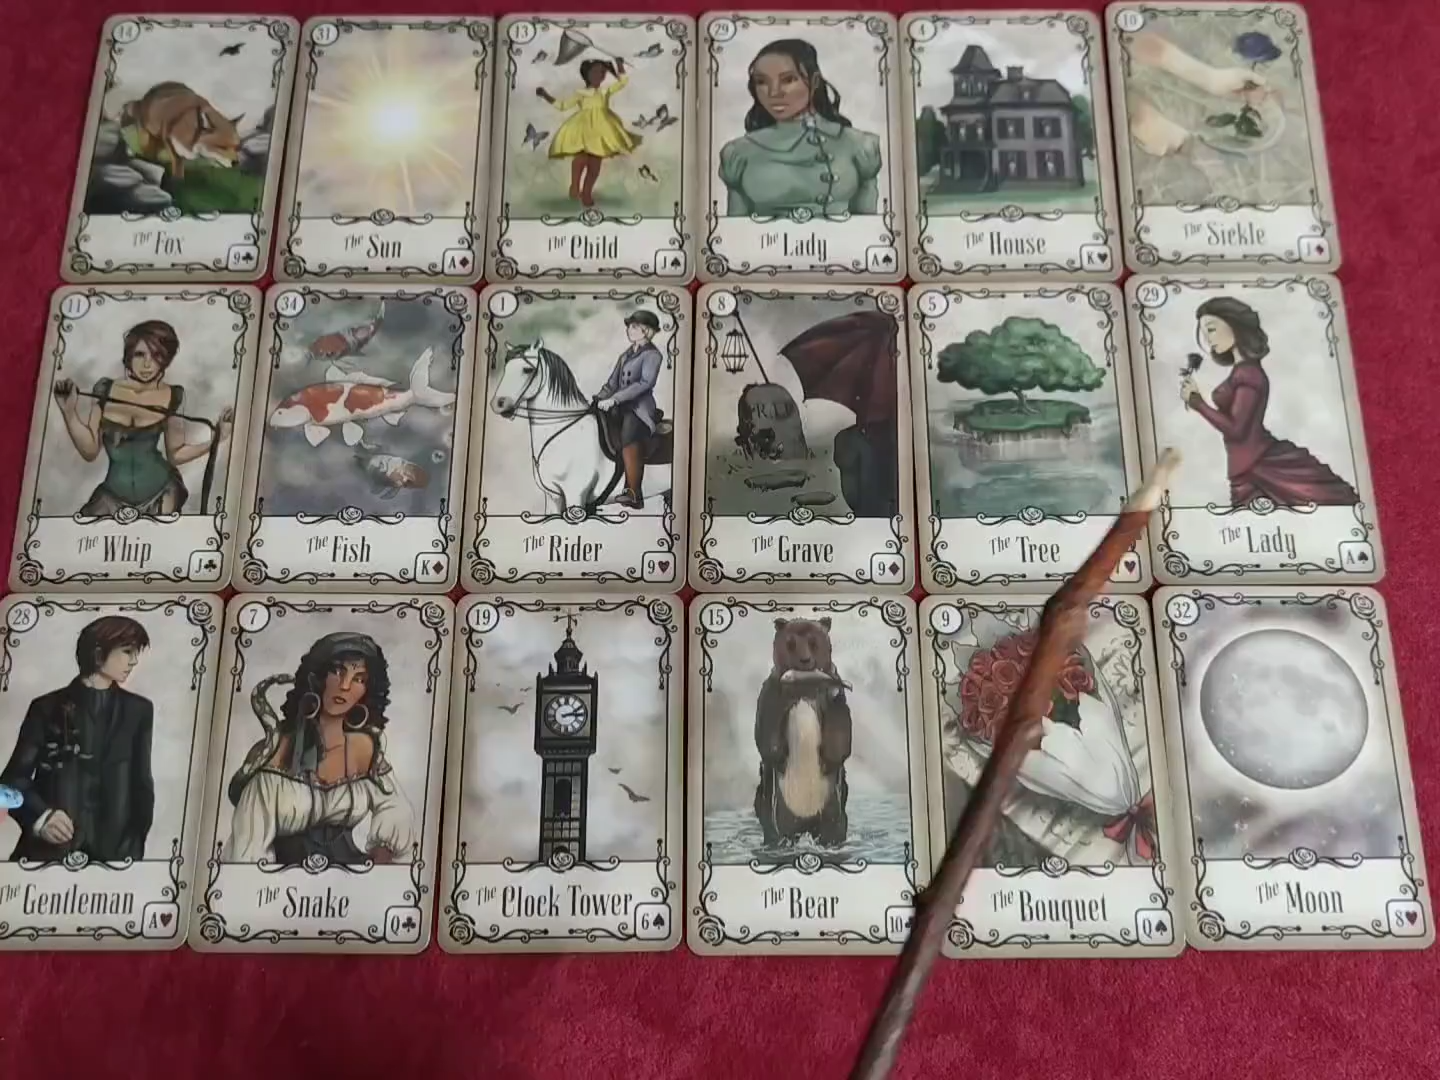 14
31
13
29
4
10
The Fox
9♣
The Sun
A♦
The Child
J♠
The Lady
A♠
The House
K♥
The Sickle
J♦
11
34
1
8
5
29
R.I.P
The Whip
J♣
The Fish
K♦
The Rider
9♥
The Grave
9♦
The Tree
The Lady
A♠
28
7
19
15
9
32
The Gentleman
A♥
The Snake
Q♣
The Clock Tower
6♠
The Bear
10
The Bouquet
Q♠
The Moon
8♥